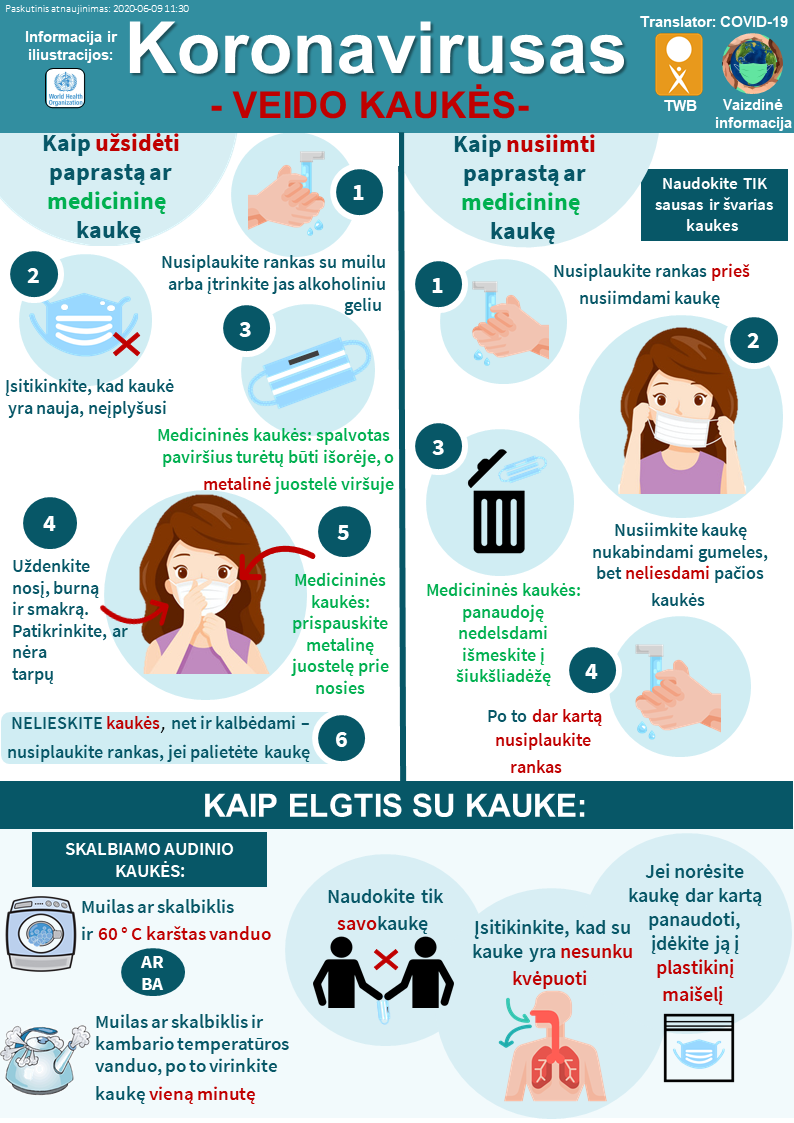 Paskutinis atnaujinimas: 2020-06-09 11:30
Informacija ir
iliustracijos:
World Health
Organization
Koronavirusas
- VEIDO KAUKĖS-
Translator: COVID-19
TWB
Vaizdinė
informacija
Kaip užsidėti
paprastą ar
medicininę
kaukę
1
Nusiplaukite rankas su muilu
arba įtrinkite jas alkoholiniu
geliu
2
Įsitikinkite, kad kaukė
yra nauja, neįplyšusi
3
Medicininės kaukės: spalvotas
paviršius turėtų būti išorėje, o
metalinė juostelė viršuje
4
Uždenkite
nosį, burną
ir smakrą.
Patikrinkite, ar
nėra
tarpų
5
Medicininės
kaukės:
prispauskite
metalinę
juostelę prie
nosies
NELIESKITE kaukės, net ir kalbėdami –
nusiplaukite rankas, jei palietėte kaukę
6
Kaip nusiimti
paprastą ar
medicininę
kaukę
Naudokite TIK
sausas ir švarias
kaukes
1
Nusiplaukite rankas prieš
nusiimdami kaukę
2
Nusiimkite kaukę
nukabindami gumeles,
bet neliesdami pačios
kaukės
3
Medicininės kaukės:
panaudoję
nedelsdami
išmeskite į
šiukšliadėžę
4
Po to dar kartą
nusiplaukite
rankas
KAIP ELGTIS SU KAUKE:
SKALBIAMO AUDINIO
KAUKĖS:
Muilas ar skalbiklis
ir 60 ° C karštas vanduo
AR
BA
Muilas ar skalbiklis ir
kambario temperatūros
vanduo, po to virinkite
kaukę vieną minutę
Naudokite tik
savokaukę
Įsitikinkite, kad su
kauke yra nesunku
kvėpuoti
Jei norėsite
kaukę dar kartą
panaudoti,
įdėkite ją į
plastikinį
maišelį